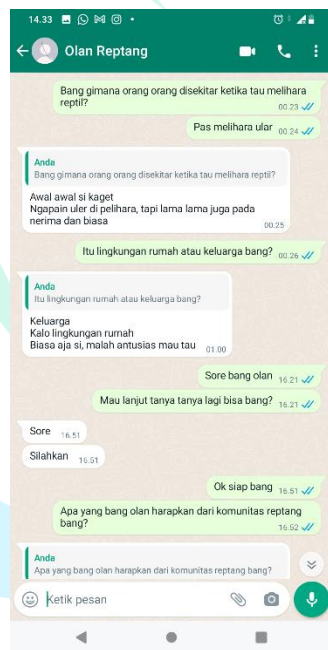 14.33
Olan Reptang
Bang gimana orang orang disekitar ketika tau melihara
reptil?
00.23
Pas melihara ular 00.24
Anda
Bang gimana orang orang disekitar ketika tau melihara reptil?
Awal awal si kaget
Ngapain uler di pelihara, tapi lama lama juga pada
nerima dan biasa
00.25
Itu lingkungan rumah atau keluarga bang? 00.26
Anda
Itu lingkungan rumah atau keluarga bang?
Keluarga
Kalo lingkungan rumah
Biasa aja si, malah antusias mau tau 01.00
Sore bang olan 16.21
Mau lanjut tanya tanya lagi bisa bang? 16.21
Sore 16.51
Silahkan 16.51
Ok siap bang 16.51
Apa yang bang olan harapkan dari komunitas reptang
bang?
16.52
Anda
Apa yang bang olan harapkan dari komunitas reptang bang?
Ketik pesan